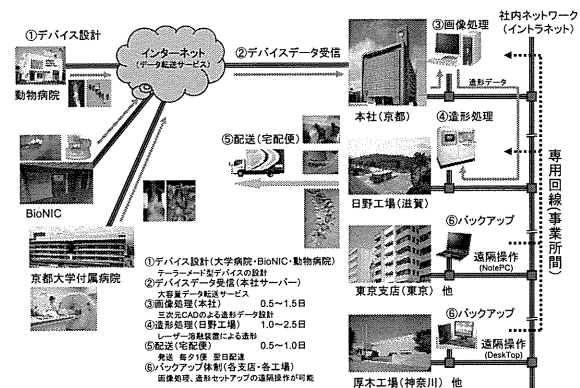 社内ネットワーク
(イントラネット)
①デバイス設計
インターネット
(データ転送サービス)
②デバイスデータ受信
③画像処理
動物病院
造形データ
本社(京都)
④造形処理
⑤配送(宅配便)
BioNIC
日野工場(滋賀)
専用回線(事業所間)
⑥バックアップ
京都大学付属病院
遠隔操作
(NotePC)
東京支店(東京) 他
①デバイス設計(大学病院・BioNIC・動物病院)
テーラーメード型デバイスの設計
②デバイスデータ受信(本社サーバー)
大容量データ転送サービス
③画像処理(本社) 0.5～1.5日
三次元CADのよる造形データ設計
④造形処理(日野工場) 1.0～2.5日
レーザー溶融装置による造形
⑤配送(宅配便) 0.5～1.0日
発送 毎夕1便 翌日配達
⑥バックアップ体制(各支店・各工場)
画像処理、造形セットアップの遠隔操作が可能
⑥バックアップ
遠隔操作
(DeskTop)
厚木工場(神奈川) 他